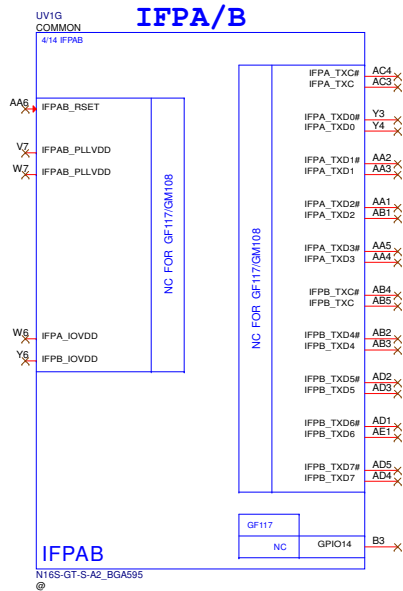 IFPA/B
UV1G
COMMON
4/14 IFPAB
AA6 IFPAB_RSET
V7 IFPAB_PLLVDD
W7 IFPAB_PLLVDD
W6 IFPA_IOVDD
Y6 IFPB_IOVDD
NC FOR GF117/GM108
NC FOR GF117/GM108
IFPA_TXC# AC4
IFPA_TXC AC3
IFPA_TXD0# Y3
IFPA_TXD0 Y4
IFPA_TXD1# AA2
IFPA_TXD1 AA3
IFPA_TXD2# AA1
IFPA_TXD2 AB1
IFPA_TXD3# AA5
IFPA_TXD3 AA4
IFPB_TXC# AB4
IFPB_TXC AB5
IFPB_TXD4# AB2
IFPB_TXD4 AB3
IFPB_TXD5# AD2
IFPB_TXD5 AD3
IFPB_TXD6# AD1
IFPB_TXD6 AE1
IFPB_TXD7# AD5
IFPB_TXD7 AD4
GF117
NC GPIO14 B3
IFPAB
N16S-GT-S-A2_BGA595
@